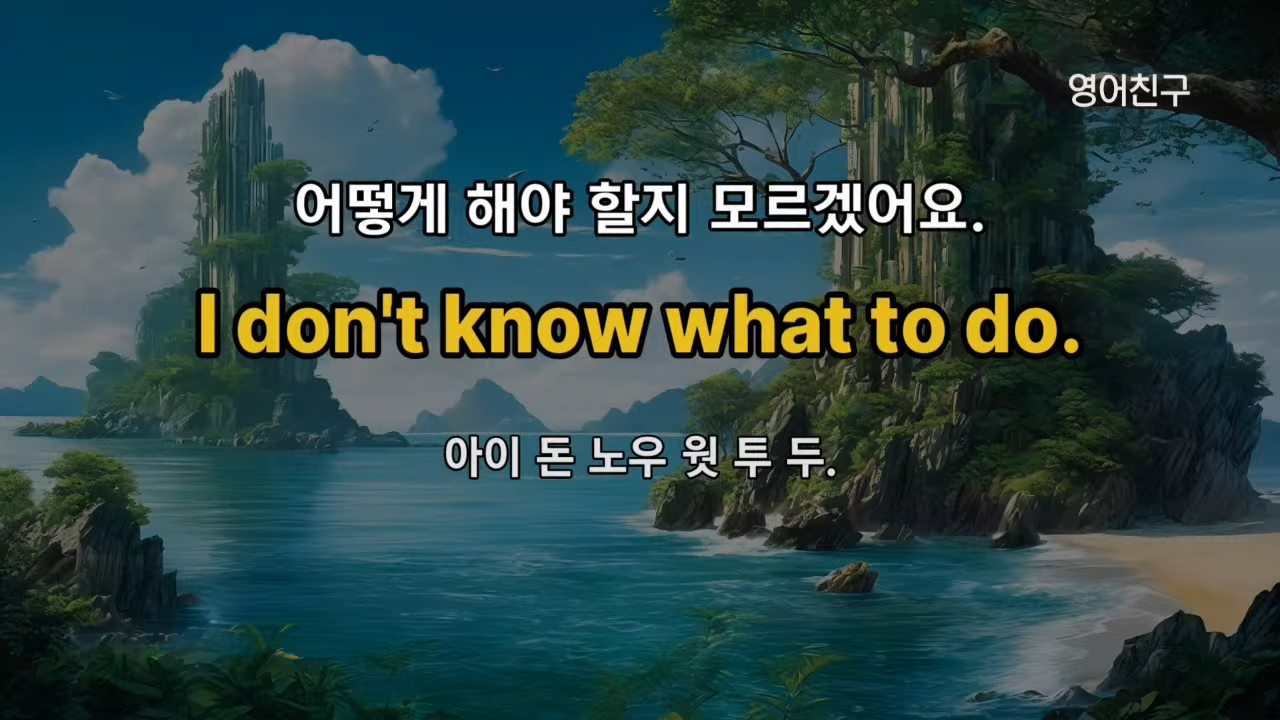 영어친구
어떻게 해야 할지 모르겠어요.
I don't know what to do.
아이 돈 노우 웟 투 두.